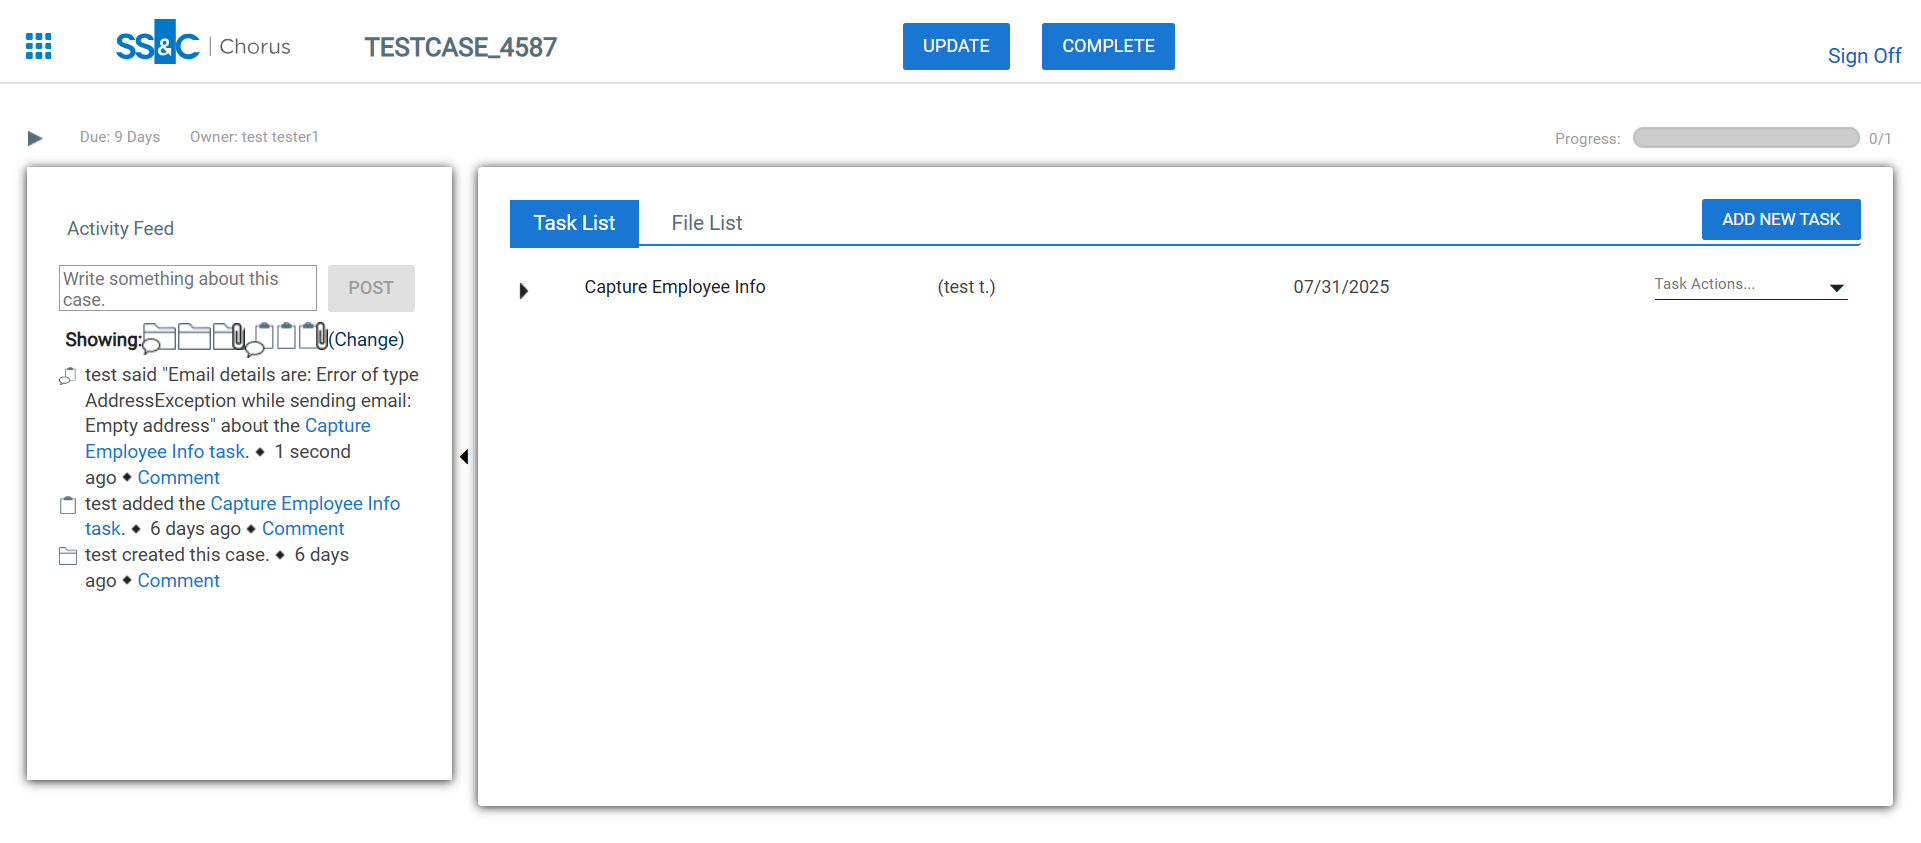 SS&C | Chorus
TESTCASE_4587
UPDATE
COMPLETE
Sign Off
Due: 9 Days
Owner: test tester1
Progress:
0/1
Activity Feed
Write something about this
case.
POST
Showing:
(Change)
test said "Email details are: Error of type
AddressException while sending email:
Empty address" about the Capture
Employee Info task. ◆ 1 second
ago ◆ Comment
test added the Capture Employee Info
task. ◆ 6 days ago ◆ Comment
test created this case. ◆ 6 days
ago ◆ Comment
Task List
File List
ADD NEW TASK
Capture Employee Info
(test t.)
07/31/2025
Task Actions...